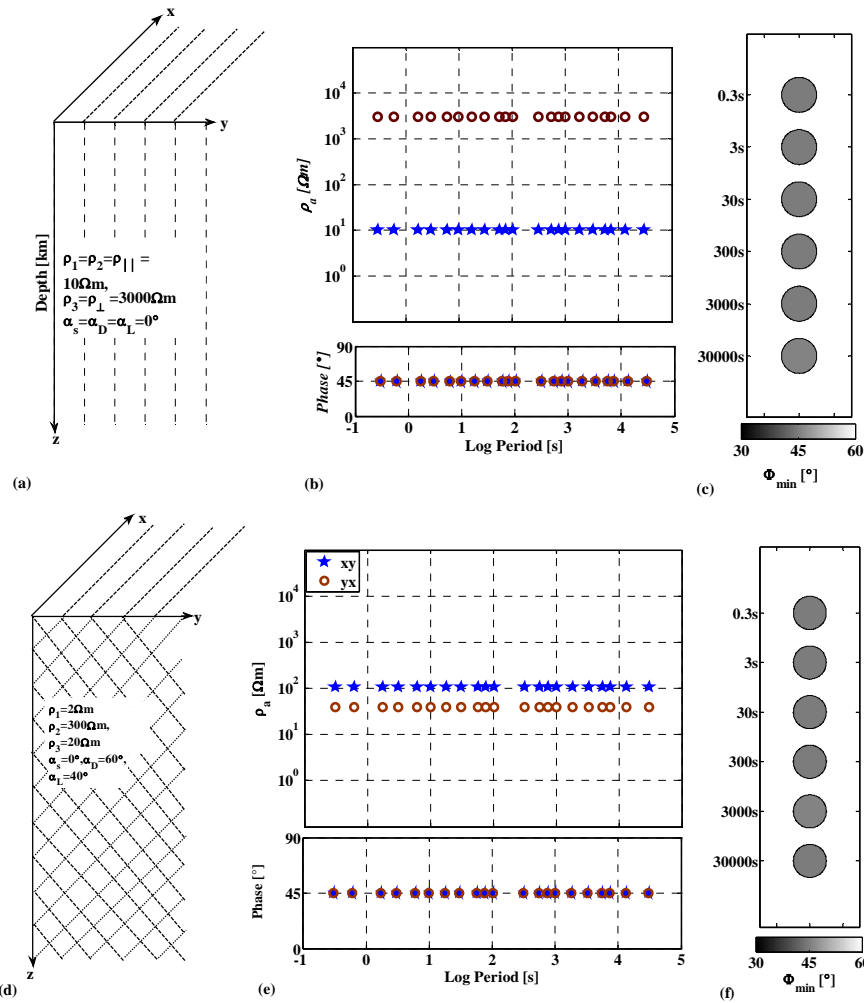 x
y
Depth [km]
ρ1=ρ2=ρ||=
10Ωm,
ρ3=ρ⊥=3000Ωm
αs=αD=αL=0°
z
(a)
10^4
10^3
10^2
10^1
10^0
ρa [Ωm]
90
45
0
Phase [°]
-1 0 1 2 3 4 5
Log Period [s]
(b)
0.3s
3s
30s
300s
3000s
30000s
30 45 60
Φmin [°]
(c)
x
y
ρ1=2Ωm
ρ2=300Ωm,
ρ3=20Ωm
αs=0°,αD=60°,
αL=40°
z
(d)
xy
yx
10^4
10^3
10^2
10^1
10^0
ρa [Ωm]
90
45
0
Phase [°]
-1 0 1 2 3 4 5
Log Period [s]
(e)
0.3s
3s
30s
300s
3000s
30000s
30 45 60
Φmin [°]
(f)